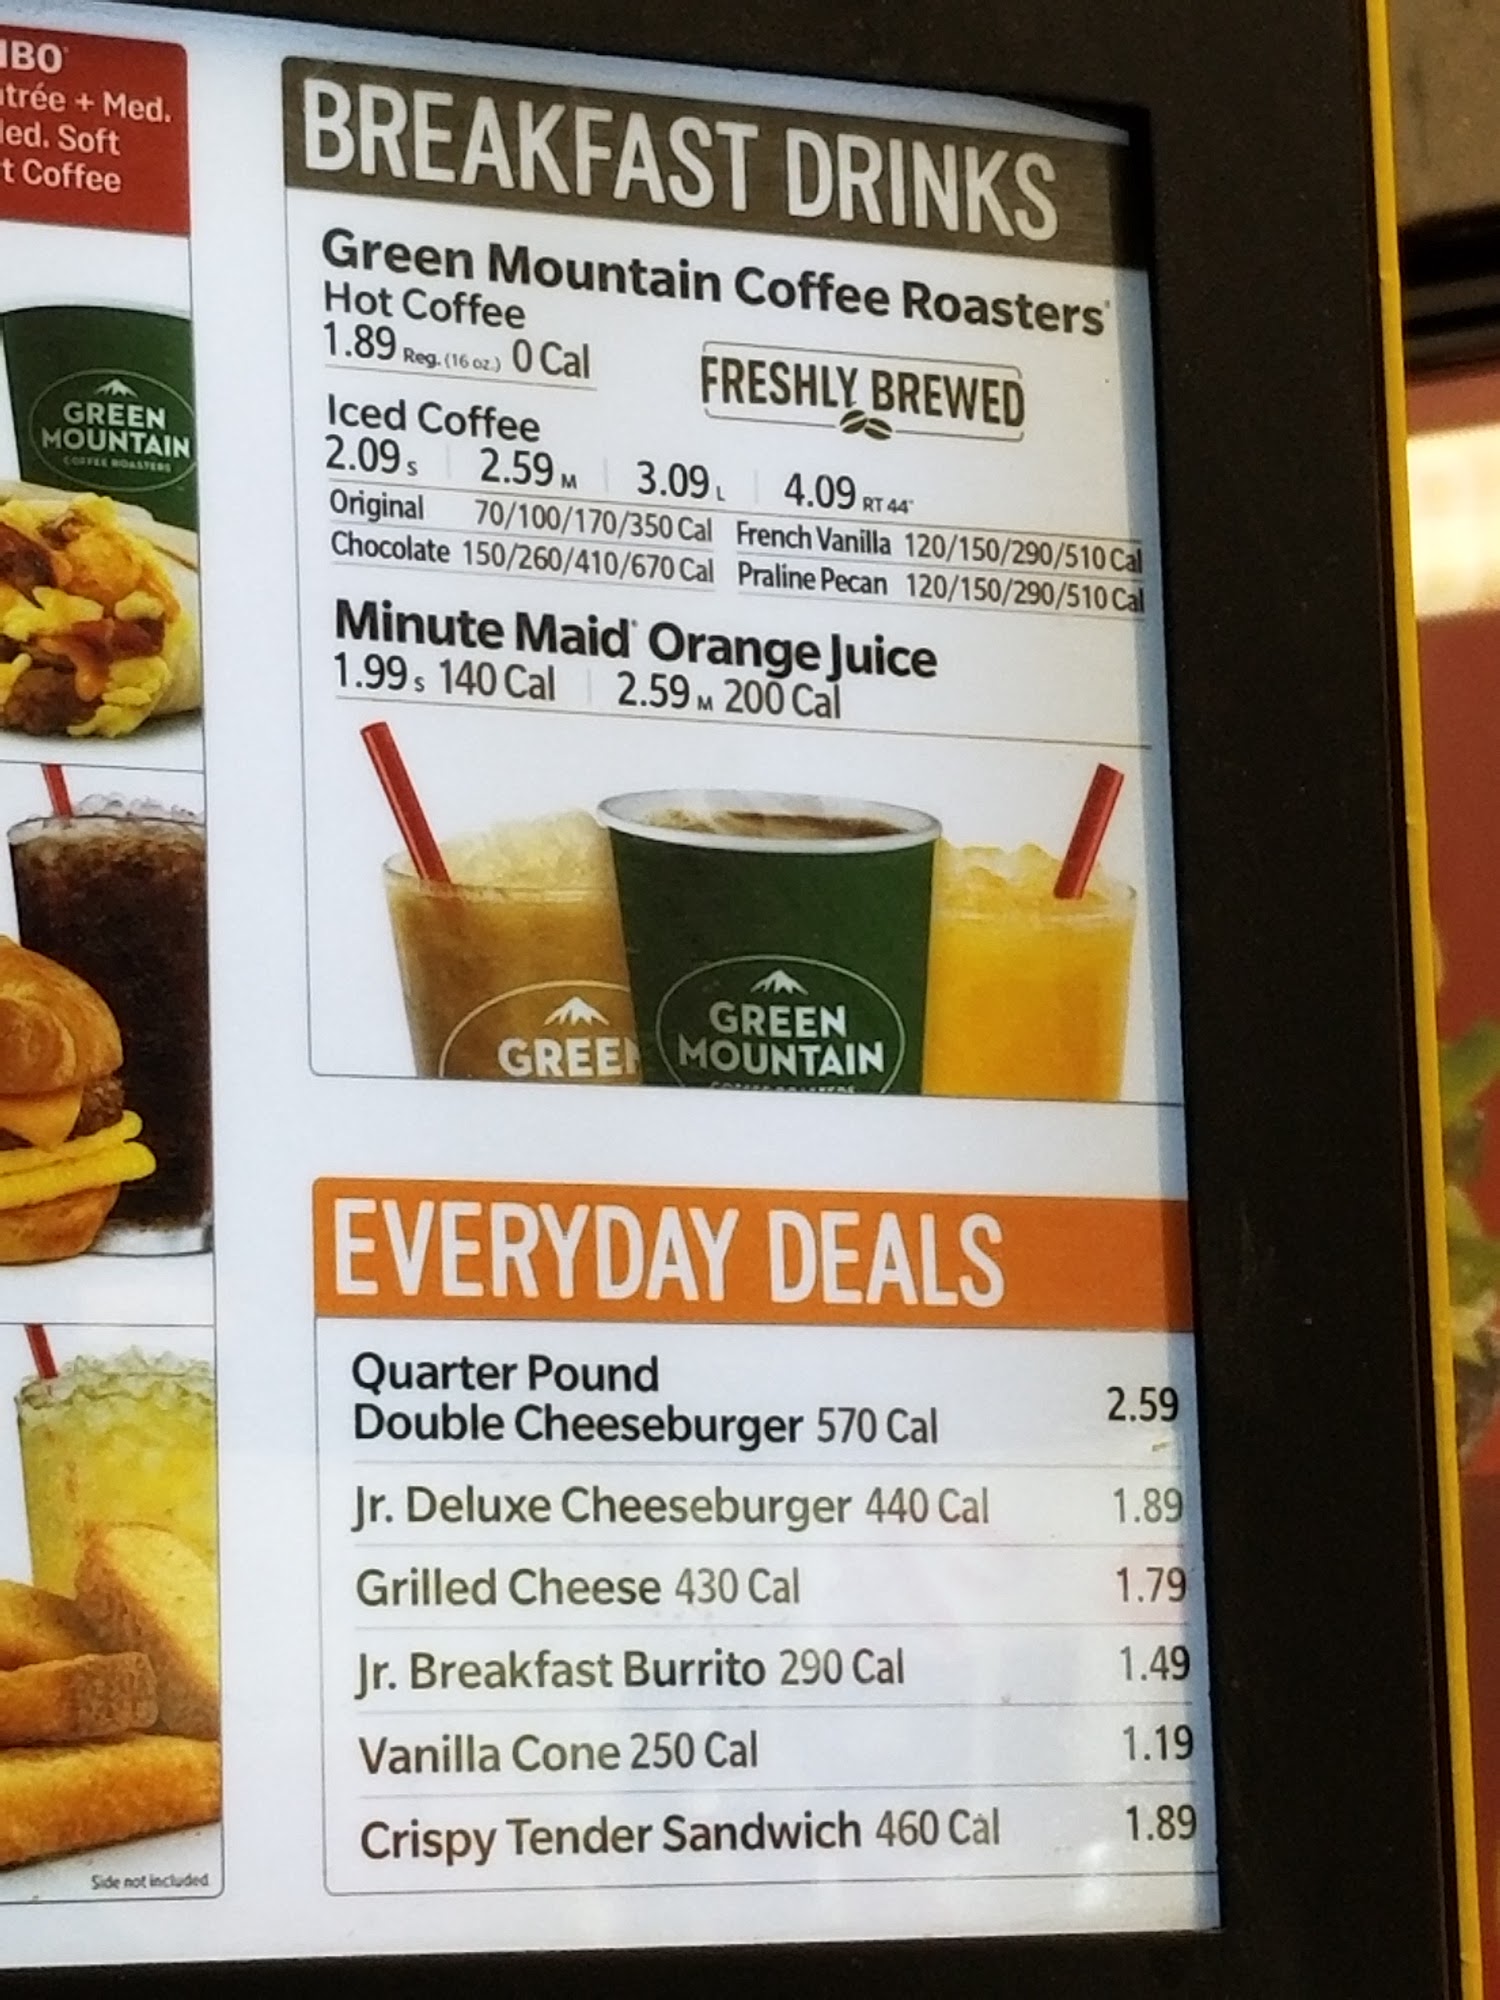 Med.
Soft
Coffee
GREEN
MOUNTAIN
COFFEE ROASTERS
Side not included
BREAKFAST DRINKS
Green Mountain Coffee Roasters
Hot Coffee
1.89 Reg. (16 oz.) 0 Cal
FRESHLY BREWED
Iced Coffee
2.09 S 2.59 M 3.09 L 4.09 RT 44
Original 70/100/170/350 Cal French Vanilla 120/150/290/510 Cal
Chocolate 150/260/410/670 Cal Praline Pecan 120/150/290/510 Cal
Minute Maid Orange Juice
1.99 S 140 Cal 2.59 M 200 Cal
GREEN
GREEN
MOUNTAIN
EVERYDAY DEALS
Quarter Pound
Double Cheeseburger 570 Cal 2.59
Jr. Deluxe Cheeseburger 440 Cal 1.89
Grilled Cheese 430 Cal 1.79
Jr. Breakfast Burrito 290 Cal 1.49
Vanilla Cone 250 Cal 1.19
Crispy Tender Sandwich 460 Cal 1.89